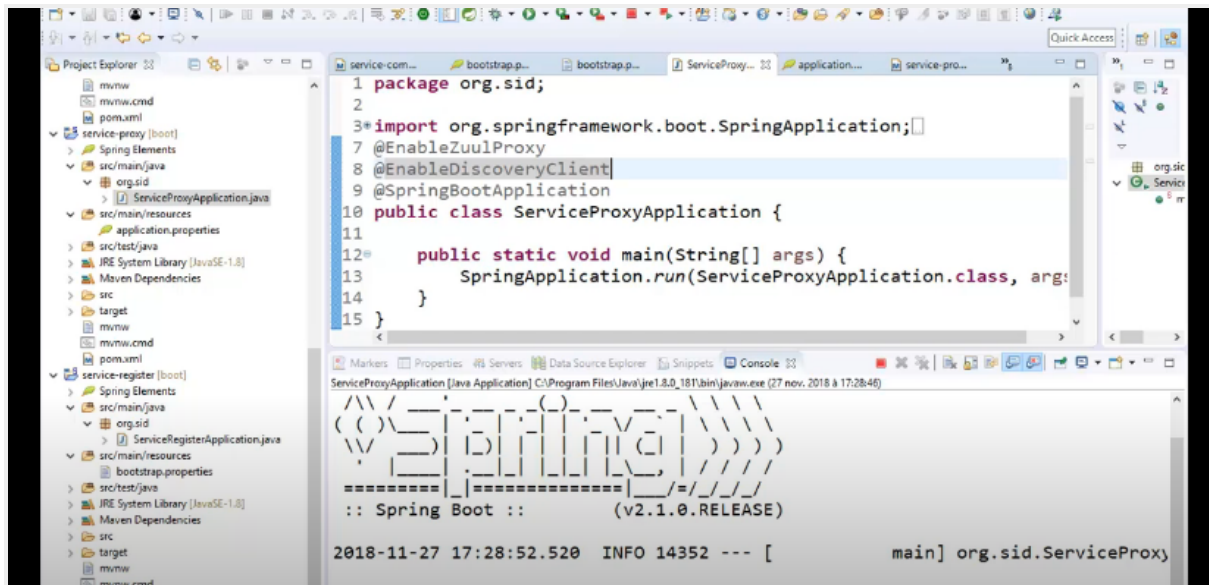 Quick Access
Project Explorer
mvnw
mvnw.cmd
pom.xml
service-proxy [boot]
Spring Elements
src/main/java
org.sid
ServiceProxyApplication.java
src/main/resources
application.properties
src/test/java
JRE System Library [JavaSE-1.8]
Maven Dependencies
src
target
mvnw
mvnw.cmd
pom.xml
service-register [boot]
Spring Elements
src/main/java
org.sid
ServiceRegisterApplication.java
src/main/resources
bootstrap.properties
src/test/java
JRE System Library [JavaSE-1.8]
Maven Dependencies
src
target
mvnw
mvnw.cmd
service-com... bootstrap.p... bootstrap.p... ServiceProxy... application.... service-pro...
1 package org.sid;
2
3 import org.springframework.boot.SpringApplication;
7 @EnableZuulProxy
8 @EnableDiscoveryClient
9 @SpringBootApplication
10 public class ServiceProxyApplication {
11
12 public static void main(String[] args) {
13 SpringApplication.run(ServiceProxyApplication.class, args
14 }
15 }
org.sic
Service
Markers Properties Servers Data Source Explorer Snippets Console
ServiceProxyApplication [Java Application] C:\Program Files\Java\jre1.8.0_181\bin\javaw.exe (27 nov. 2018 à 17:28:46)
:: Spring Boot :: (v2.1.0.RELEASE)
2018-11-27 17:28:52.520 INFO 14352 --- [ main] org.sid.ServiceProxy